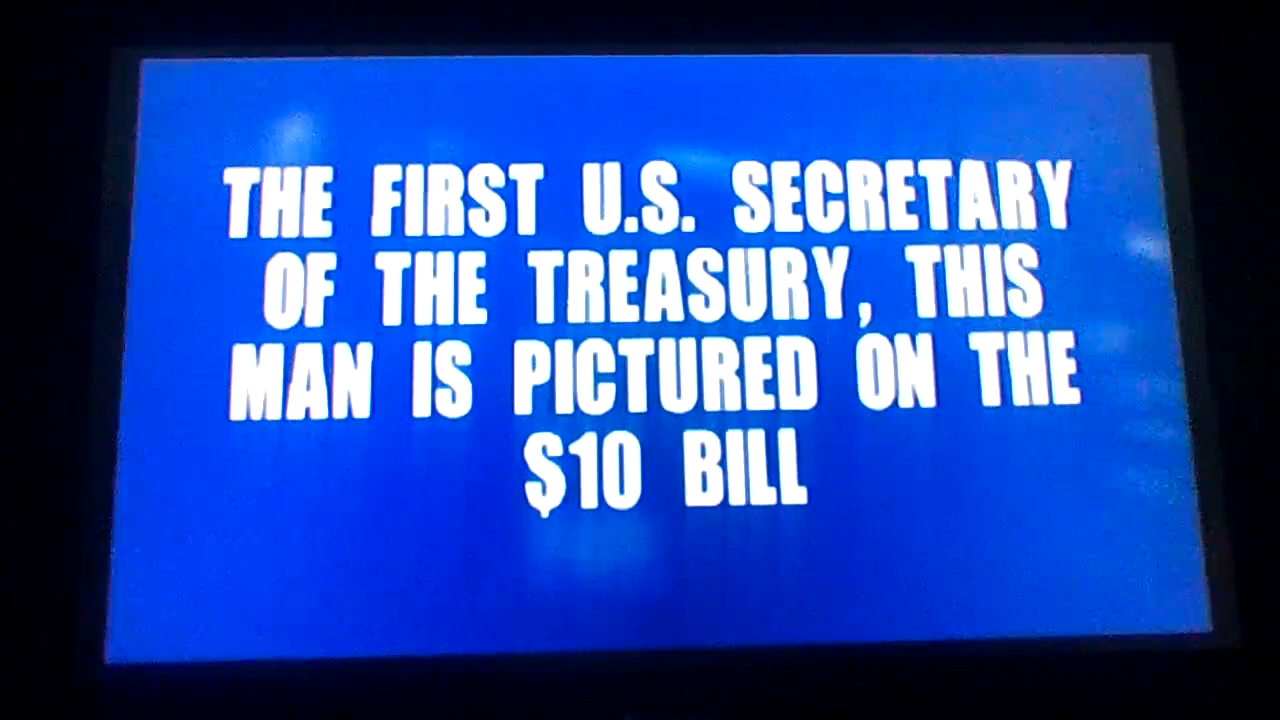 THE FIRST U.S. SECRETARY
OF THE TREASURY, THIS
MAN IS PICTURED ON THE
$10 BILL